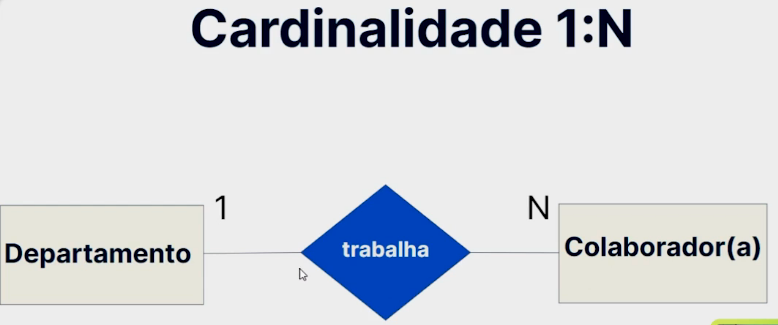 Cardinalidade 1:N
1
N
Departamento
trabalha
Colaborador(a)